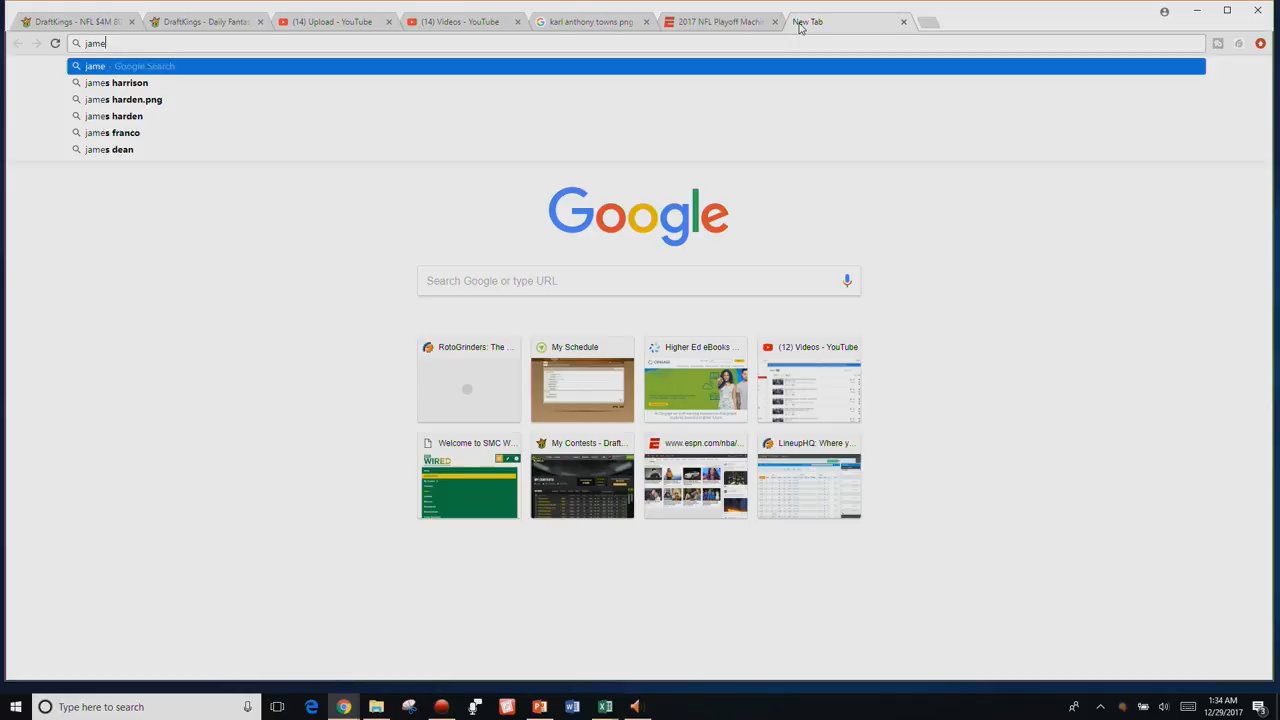 DraftKings - NFL $4M B
DraftKings - Daily Fantas
(14) Upload - YouTube
(14) Videos - YouTube
karl anthony towns png
2017 NFL Playoff Machi
New Tab
jame
jame - Google Search
james harrison
james harden.png
james harden
james franco
james dean
Google
Search Google or type URL
RotoGrinders: The ...
My Schedule
Higher Ed eBooks ...
(12) Videos - YouTube
Welcome to SMC W...
My Contests - Draft...
www.espn.com/nba/...
LineupHQ: Where y...
WIRED
Type here to search
1:34 AM
12/29/2017